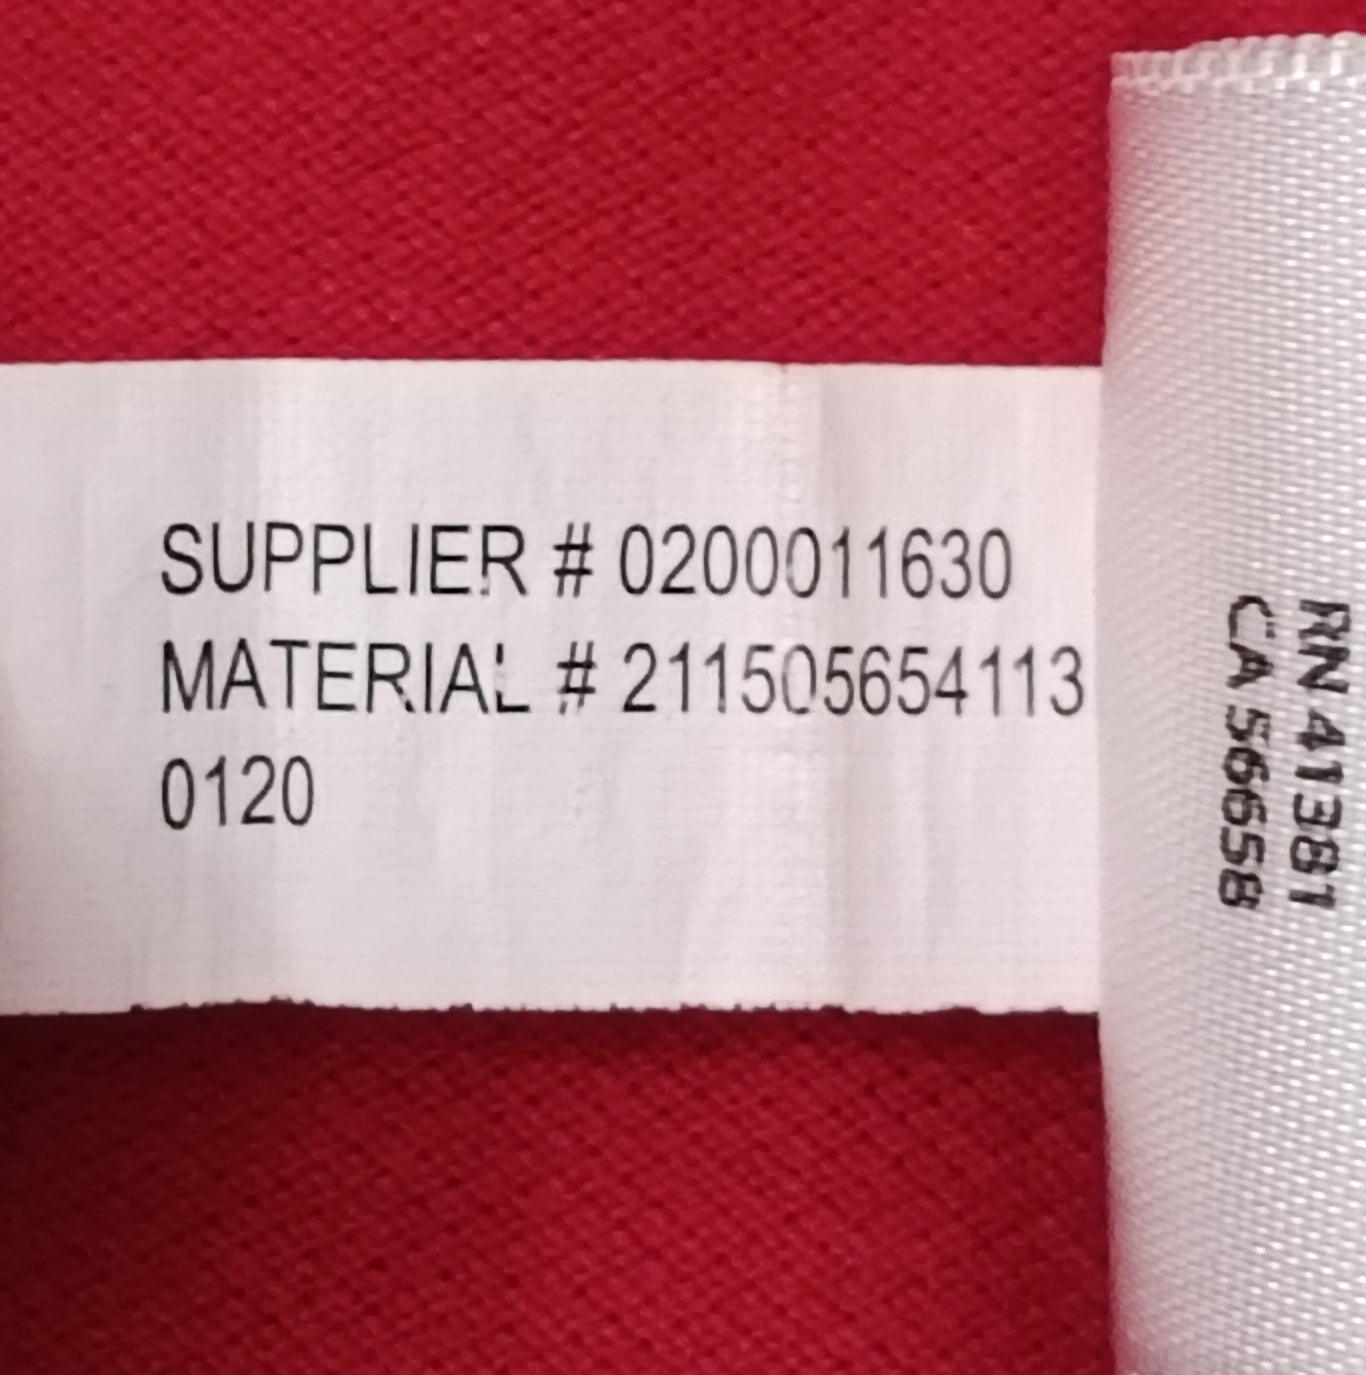 SUPPLIER # 0200011630
MATERIAL # 211505654113
0120
RN 41381
CA 56658